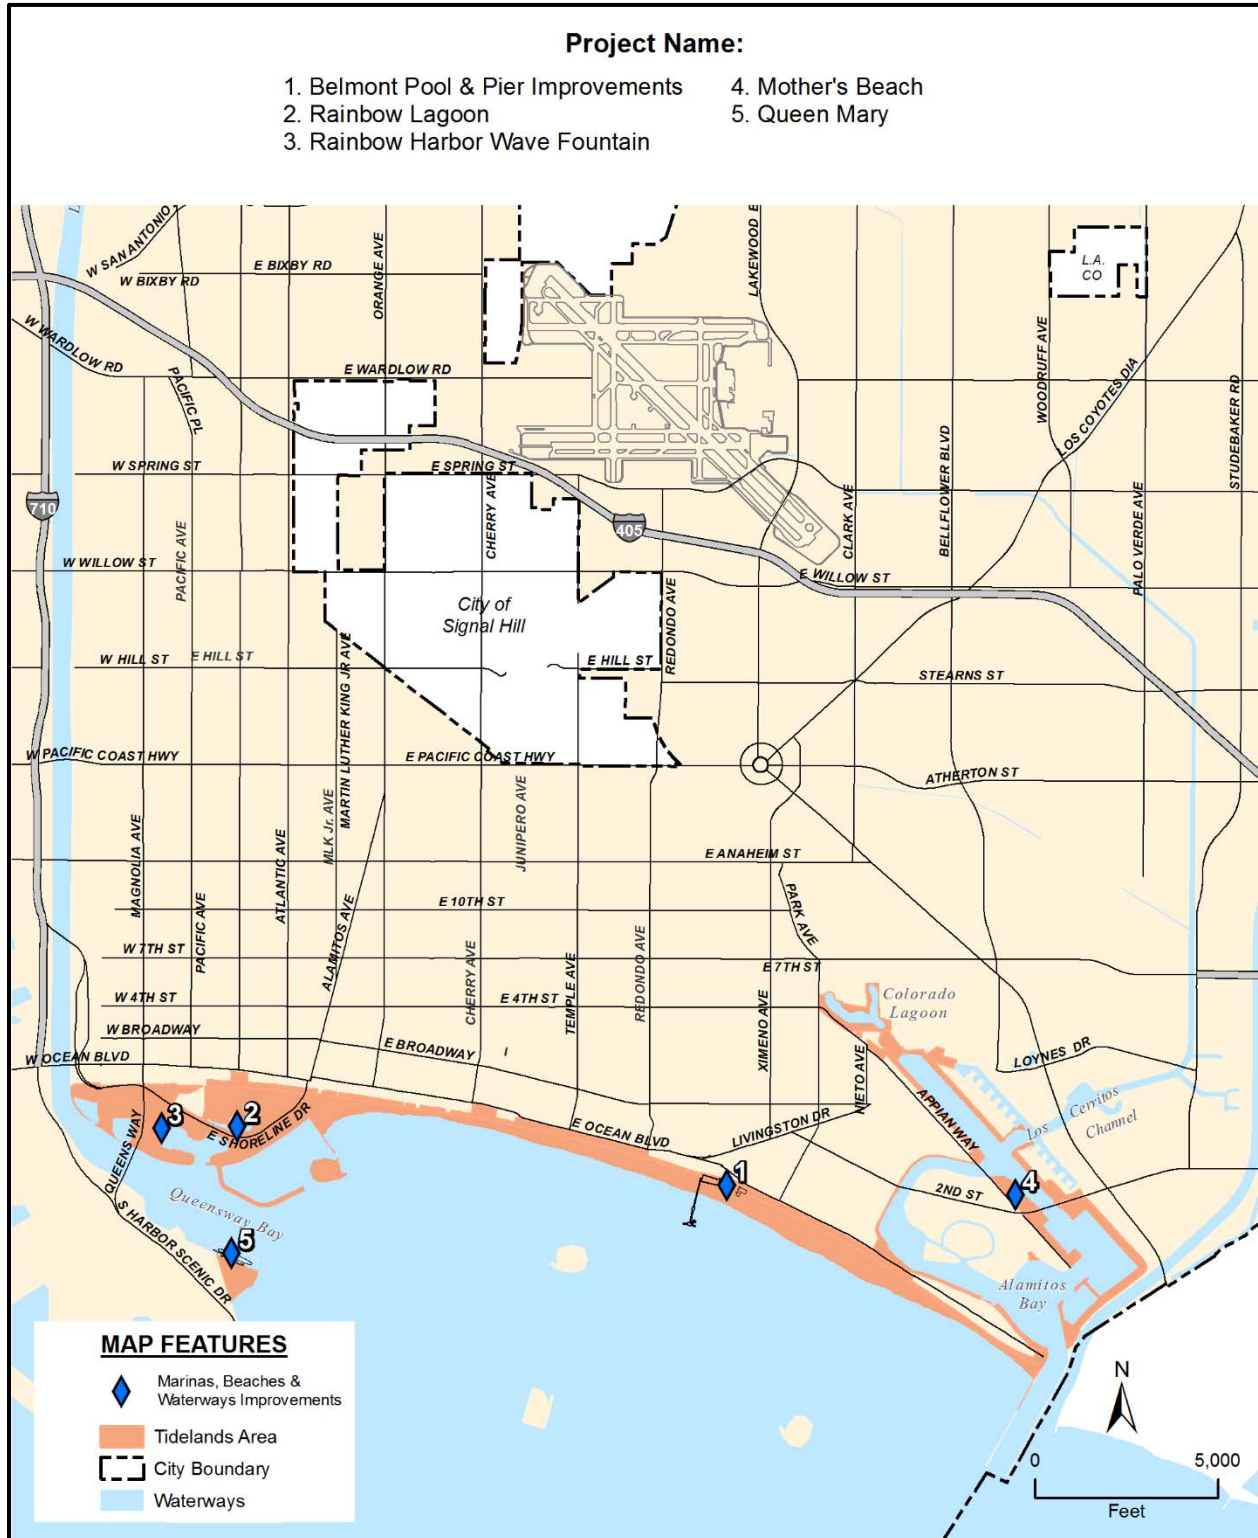 Project Name:
1. Belmont Pool & Pier Improvements
2. Rainbow Lagoon
3. Rainbow Harbor Wave Fountain
4. Mother's Beach
5. Queen Mary
W SAN ANTONIO
E BIXBY RD
W BIXBY RD
ORANGE AVE
LAKEWOOD B
L.A.
CO
W WARDLOW RD
E WARDLOW RD
PACIFIC PL
WOODRUFF AVE
LOS COYOTES DIA
STUDEBAKER RD
W SPRING ST
E SPRING ST
CHERRY AVE
BELLFLOWER BLVD
CLARK AVE
PALO VERDE AVE
710
405
PACIFIC AVE
W WILLOW ST
E WILLOW ST
City of
Signal Hill
REDONDO AVE
W HILL ST
E HILL ST
E HILL ST
STEARNS ST
MARTIN LUTHER KING JR AVE
W PACIFIC COAST HWY
E PACIFIC COAST HWY
ATHERTON ST
MLK Jr. AVE
JUNIPERO AVE
MAGNOLIA AVE
ATLANTIC AVE
E ANAHEIM ST
PACIFIC AVE
ALAMITOS AVE
E 10TH ST
PARK AVE
W 7TH ST
E 7TH ST
CHERRY AVE
TEMPLE AVE
REDONDO AVE
XIMENO AVE
W 4TH ST
E 4TH ST
Colorado
Lagoon
W BROADWAY
E BROADWAY
W OCEAN BLVD
NIETO AVE
LOYNES DR
APPIAN WAY
Los Cerritos
Channel
3
2
E SHORELINE DR
E OCEAN BLVD
LIVINGSTON DR
QUEENS WAY
1
2ND ST
4
Queensway Bay
S HARBOR SCENIC DR
5
Alamitos
Bay
MAP FEATURES
Marinas, Beaches &
Waterways Improvements
Tidelands Area
City Boundary
Waterways
N
0 5,000
Feet